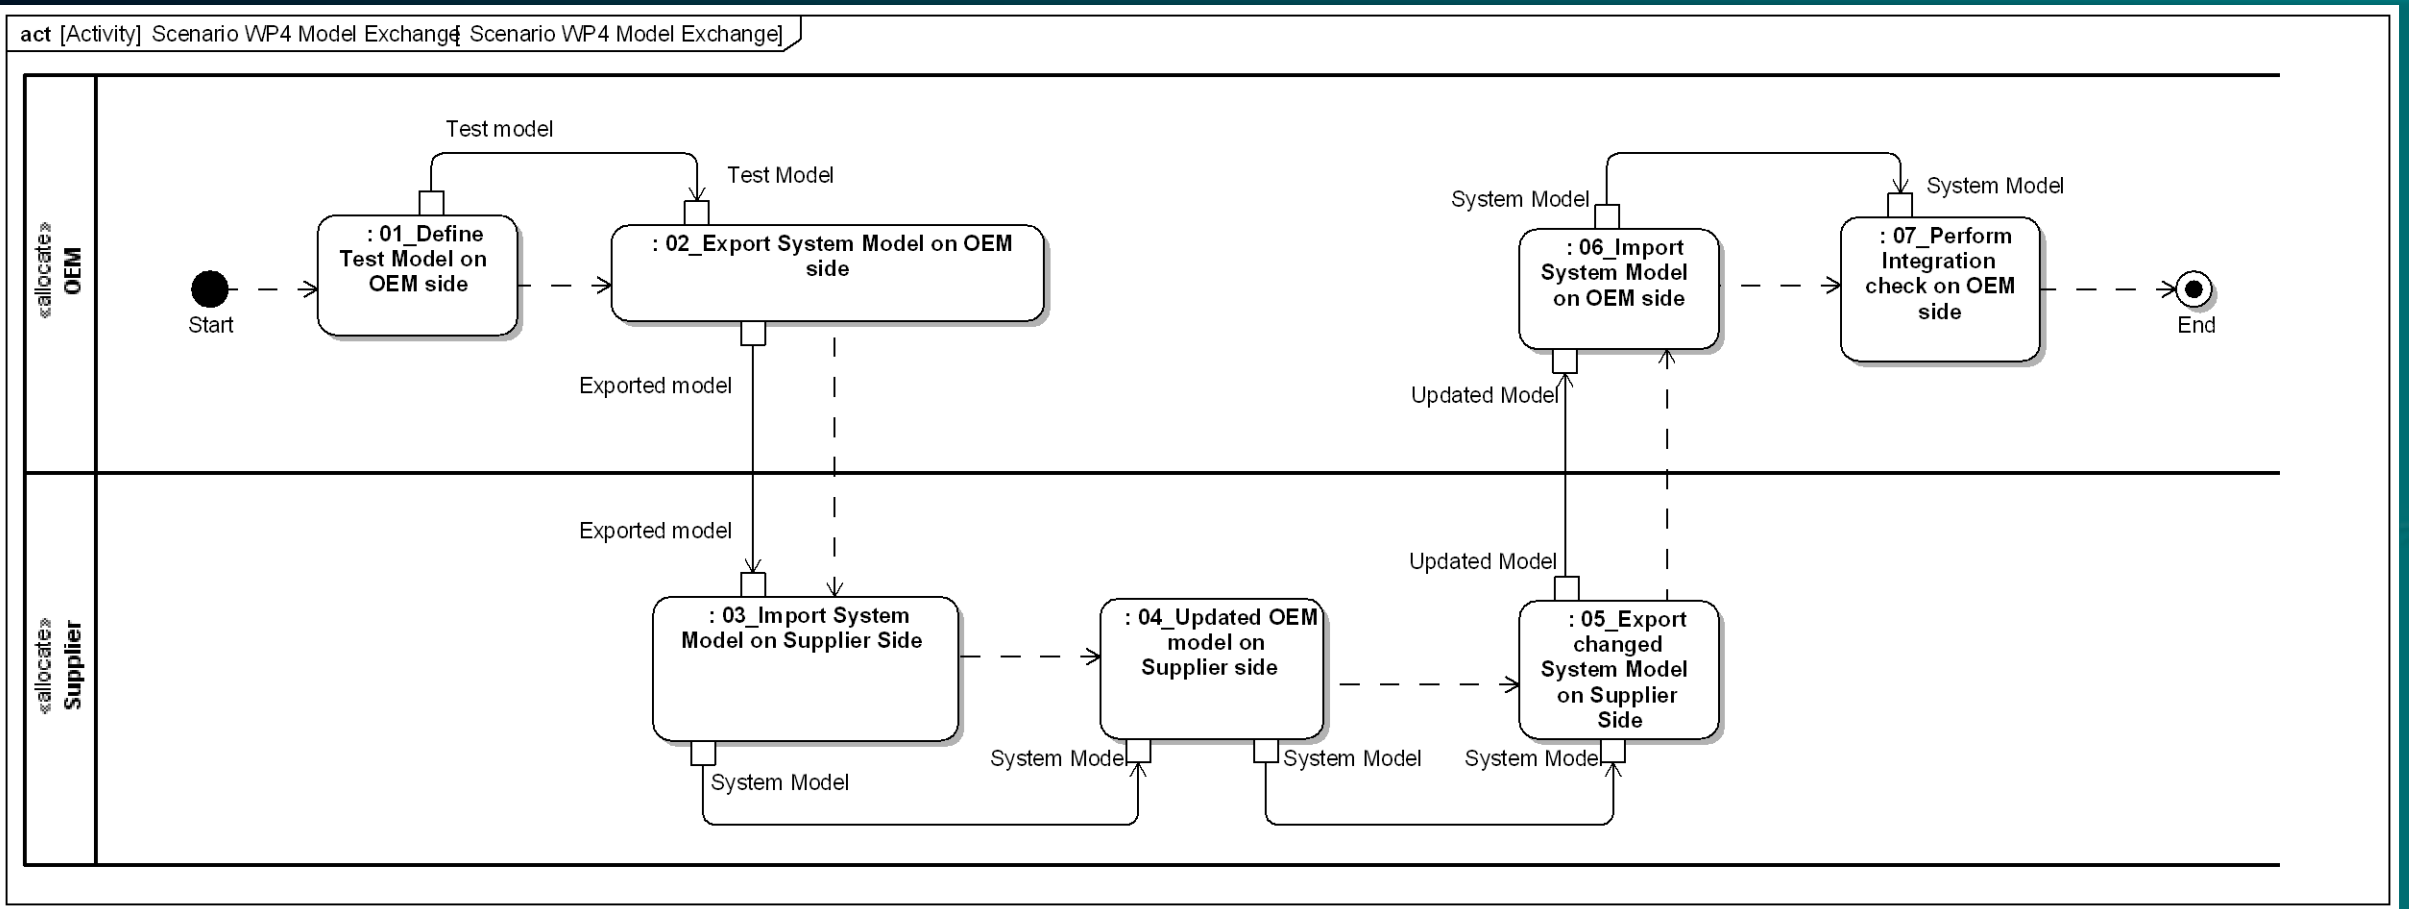 act [Activity] Scenario WP4 Model Exchange[ Scenario WP4 Model Exchange]
«allocate»
OEM
Start
Test model
: 01_Define
Test Model on
OEM side
Test Model
: 02_Export System Model on OEM
side
Exported model
System Model
: 06_Import
System Model
on OEM side
Updated Model
System Model
: 07_Perform
Integration
check on OEM
side
End
«allocate»
Supplier
Exported model
: 03_Import System
Model on Supplier Side
System Model
: 04_Updated OEM
model on
Supplier side
System Model
System Model
Updated Model
: 05_Export
changed
System Model
on Supplier
Side
System Model